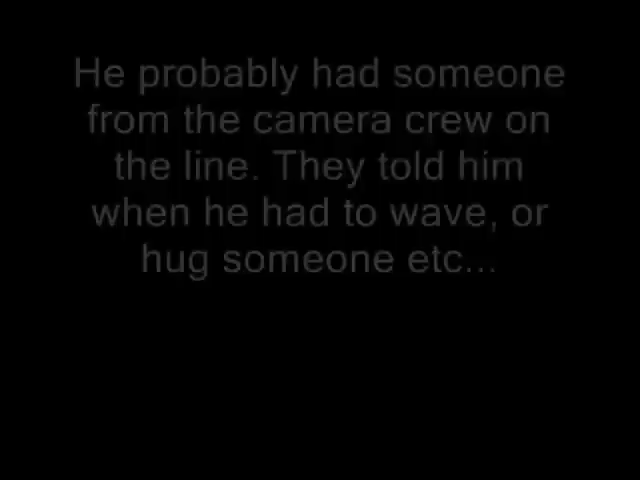 He probably had someone
from the camera crew on
the line. They told him
when he had to wave, or
hug someone etc...